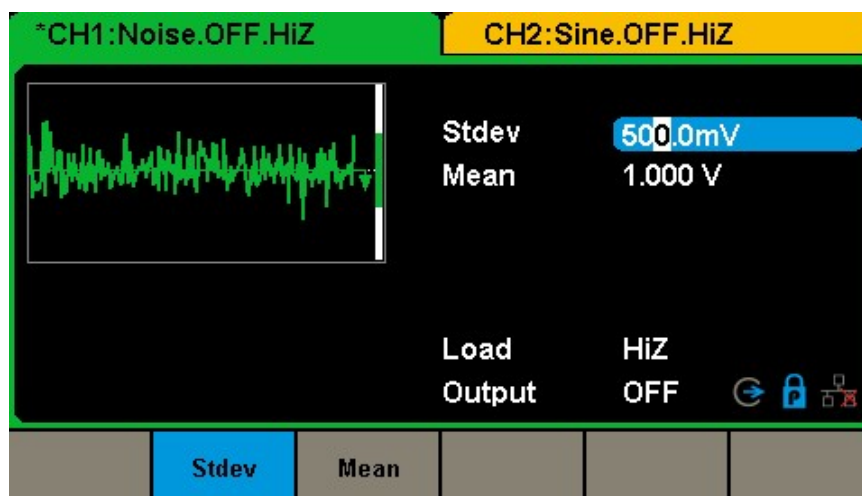 *CH1:Noise.OFF.HiZ CH2:Sine.OFF.HiZ
Stdev 500.0mV
Mean 1.000 V
Load HiZ
Output OFF P
Stdev Mean